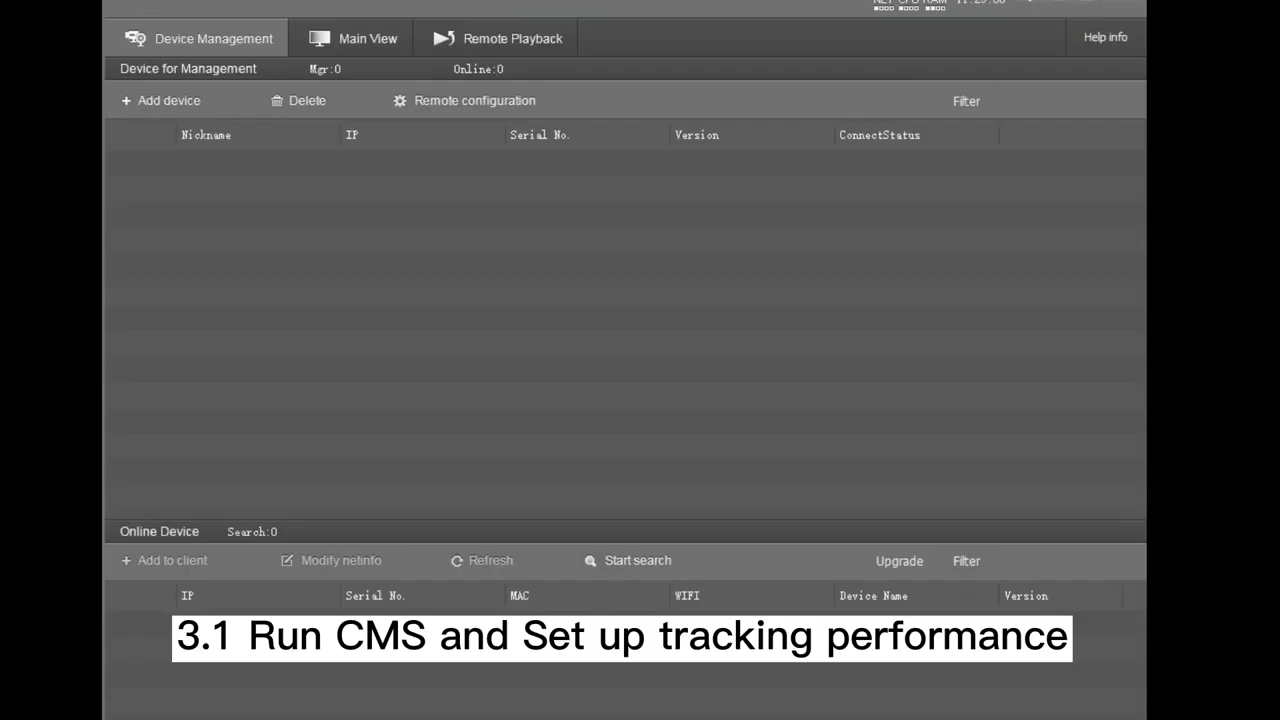 NET CPU RAM
Device Management Main View Remote Playback Help info
Device for Management Mgr:0 Online:0
+ Add device Delete Remote configuration Filter
Nickname IP Serial No. Version ConnectStatus
Online Device Search:0
+ Add to client Modify netinfo Refresh Start search Upgrade Filter
IP Serial No. MAC WIFI Device Name Version
3.1 Run CMS and Set up tracking performance